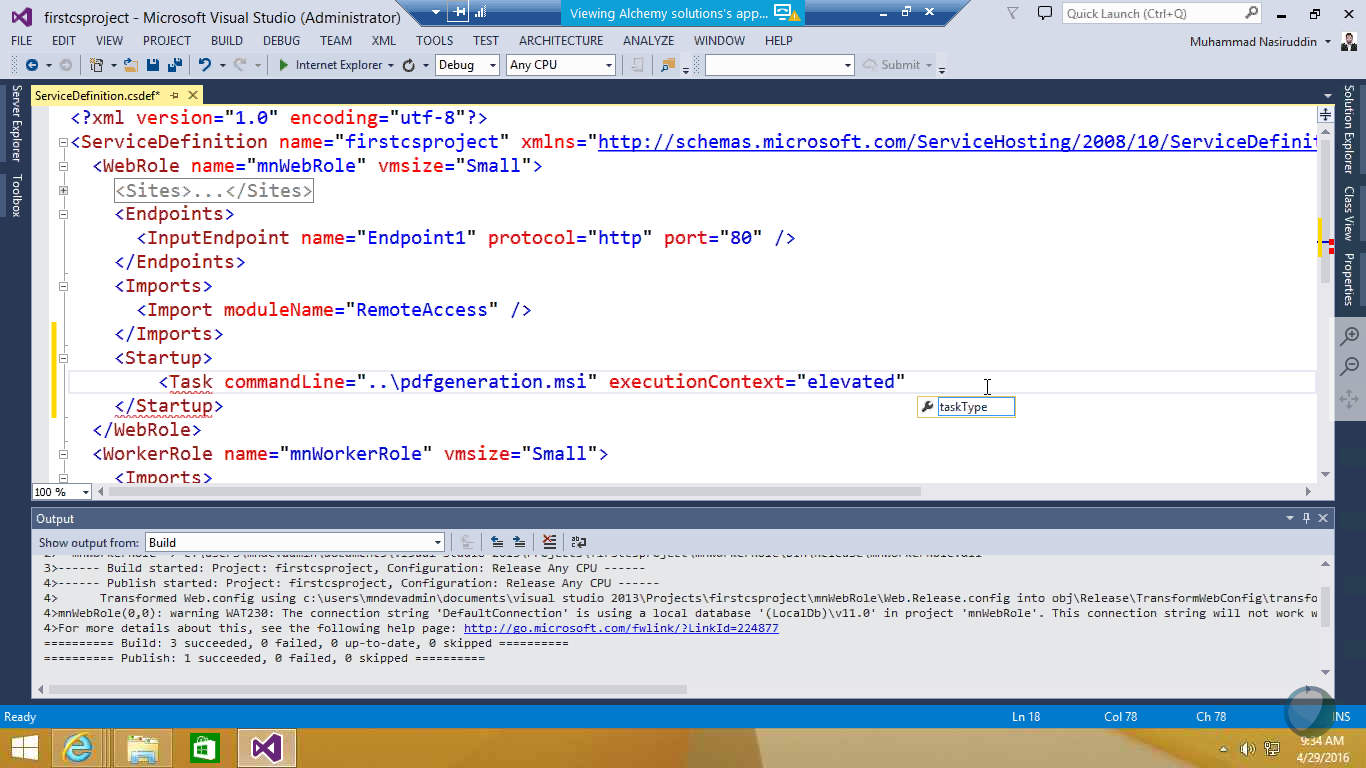 firstcsproject - Microsoft Visual Studio (Administrator)
Viewing Alchemy solutions's app...
Quick Launch (Ctrl+Q)
FILE EDIT VIEW PROJECT BUILD DEBUG TEAM XML TOOLS TEST ARCHITECTURE ANALYZE WINDOW HELP
Muhammad Nasiruddin
Internet Explorer Debug Any CPU Submit
Server Explorer
Toolbox
Solution Explorer
Class View
Properties
ServiceDefinition.csdef*
<?xml version="1.0" encoding="utf-8"?>
<ServiceDefinition name="firstcsproject" xmlns="http://schemas.microsoft.com/ServiceHosting/2008/10/ServiceDefinit
<WebRole name="mnWebRole" vmsize="Small">
<Sites>...</Sites>
<Endpoints>
<InputEndpoint name="Endpoint1" protocol="http" port="80" />
</Endpoints>
<Imports>
<Import moduleName="RemoteAccess" />
</Imports>
<Startup>
<Task commandLine="..\pdfgeneration.msi" executionContext="elevated"
taskType
</Startup>
</WebRole>
<WorkerRole name="mnWorkerRole" vmsize="Small">
<Imports>
100 %
Output
Show output from: Build
3>------ Build started: Project: firstcsproject, Configuration: Release Any CPU ------
4>------ Publish started: Project: firstcsproject, Configuration: Release Any CPU ------
4> Transformed Web.config using c:\users\mndevadmin\documents\visual studio 2013\Projects\firstcsproject\mnWebRole\Web.Release.config into obj\Release\TransformWebConfig\transfo
4>mnWebRole(0,0): warning WAT230: The connection string 'DefaultConnection' is using a local database '(LocalDb)\v11.0' in project 'mnWebRole'. This connection string will not work w
4>For more details about this, see the following help page: http://go.microsoft.com/fwlink/?LinkId=224877
========== Build: 3 succeeded, 0 failed, 0 up-to-date, 0 skipped ==========
========== Publish: 1 succeeded, 0 failed, 0 skipped ==========
Ready Ln 18 Col 78 Ch 78 INS
9:34 AM
4/29/2016